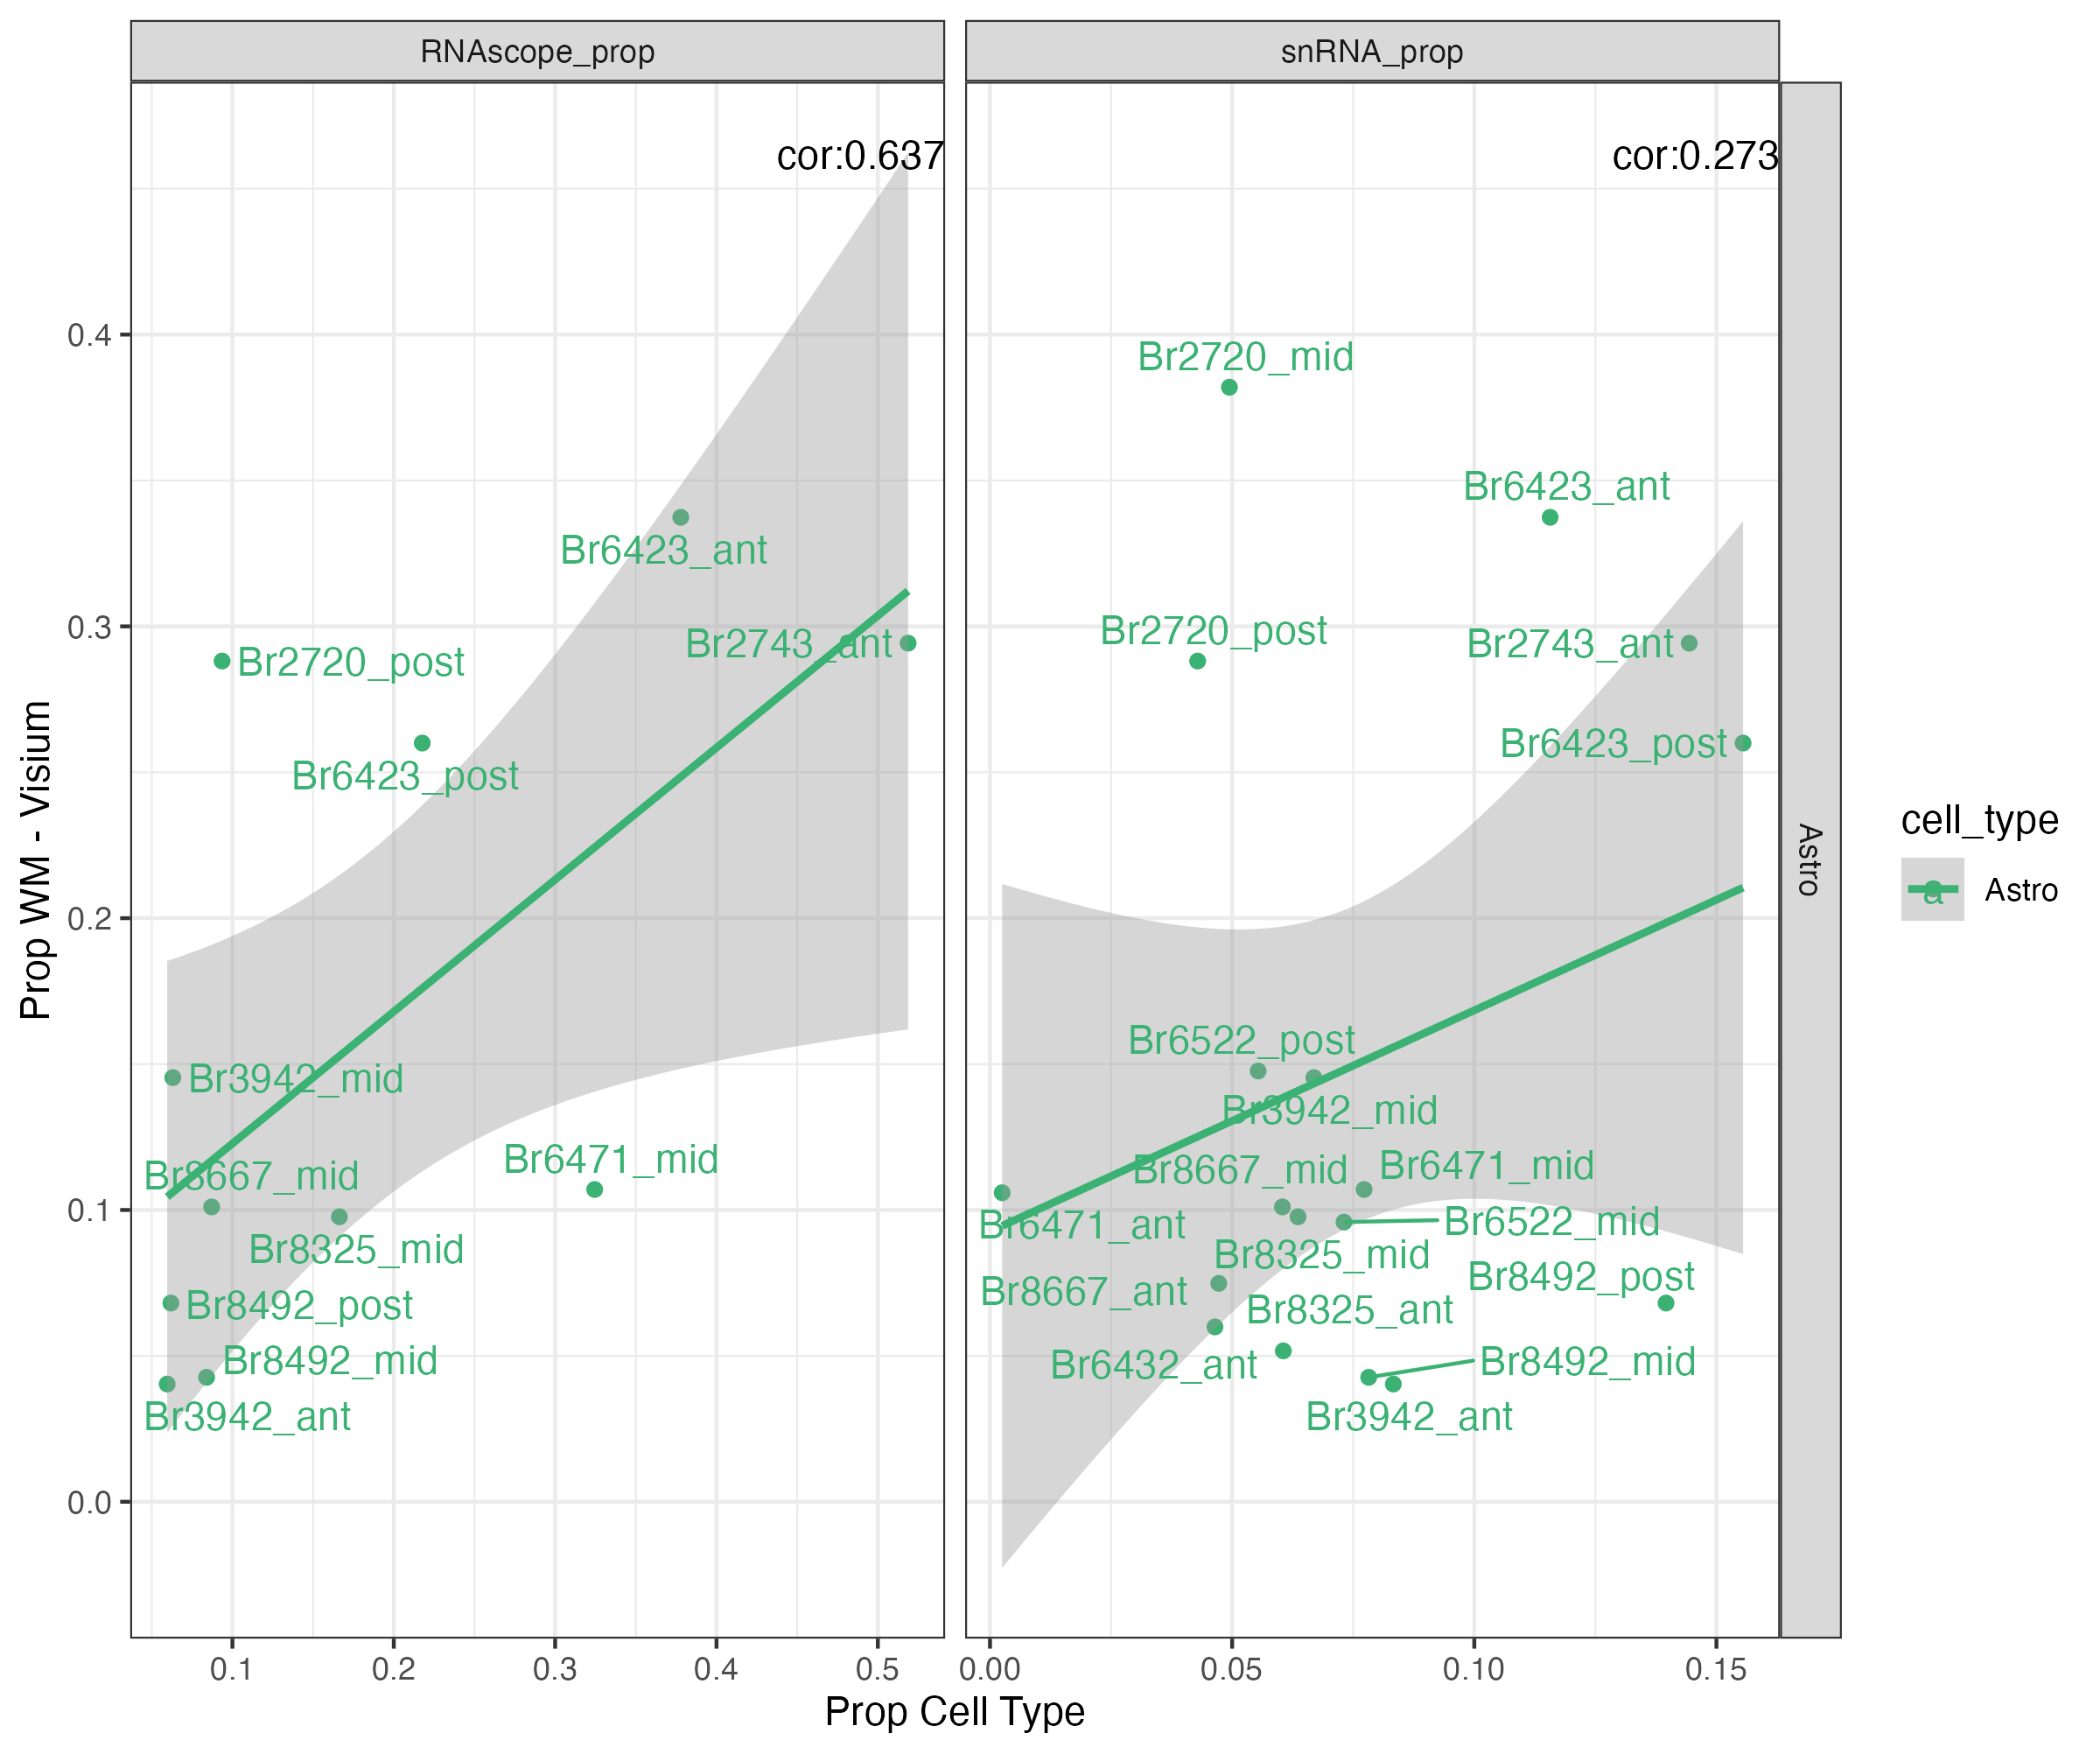 RNAscope_prop
snRNA_prop
cor:0.637
cor:0.273
0.4
0.3
0.2
0.1
0.0
Prop WM - Visium
Br6423_ant
Br2743_ant
Br2720_post
Br6423_post
Br3942_mid
Br6471_mid
Br8667_mid
Br8325_mid
Br8492_post
Br8492_mid
Br3942_ant
Br2720_mid
Br6423_ant
Br2720_post
Br2743_ant
Br6423_post
Br6522_post
Br3942_mid
Br8667_mid
Br6471_mid
Br6471_ant
Br6522_mid
Br8325_mid
Br8667_ant
Br8492_post
Br8325_ant
Br6432_ant
Br8492_mid
Br3942_ant
0.1 0.2 0.3 0.4 0.5
0.00 0.05 0.10 0.15
Prop Cell Type
Astro
cell_type
a Astro